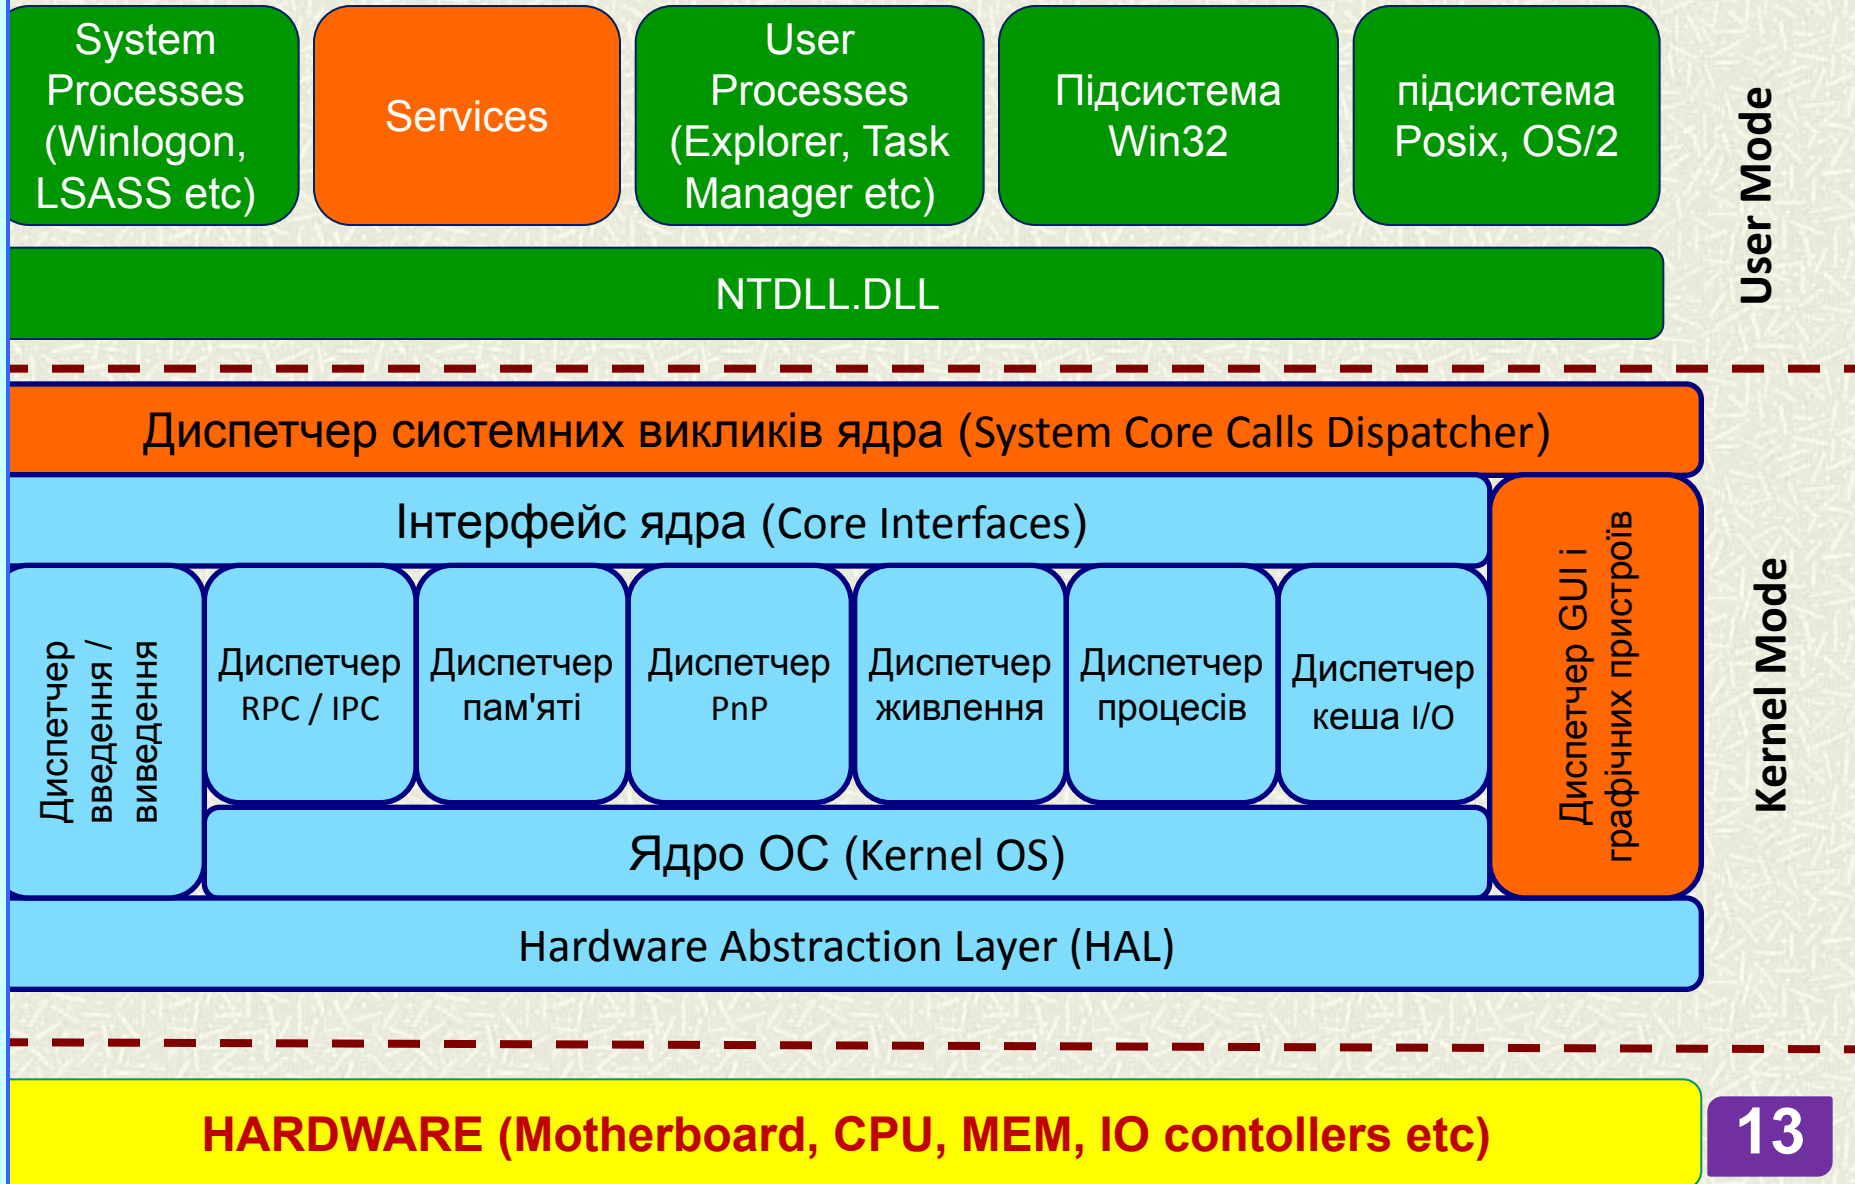 System
Processes
(Winlogon,
LSASS etc)
Services
User
Processes
(Explorer, Task
Manager etc)
Підсистема
Win32
підсистема
Posix, OS/2
User Mode
NTDLL.DLL
Диспетчер системних викликів ядра (System Core Calls Dispatcher)
Інтерфейс ядра (Core Interfaces)
Диспетчер
введення /
виведення
Диспетчер
RPC / IPC
Диспетчер
пам'яті
Диспетчер
PnP
Диспетчер
живлення
Диспетчер
процесів
Диспетчер
кеша I/O
Диспетчер GUI і
графічних пристроїв
Kernel Mode
Ядро ОС (Kernel OS)
Hardware Abstraction Layer (HAL)
HARDWARE (Motherboard, CPU, MEM, IO contollers etc)
13